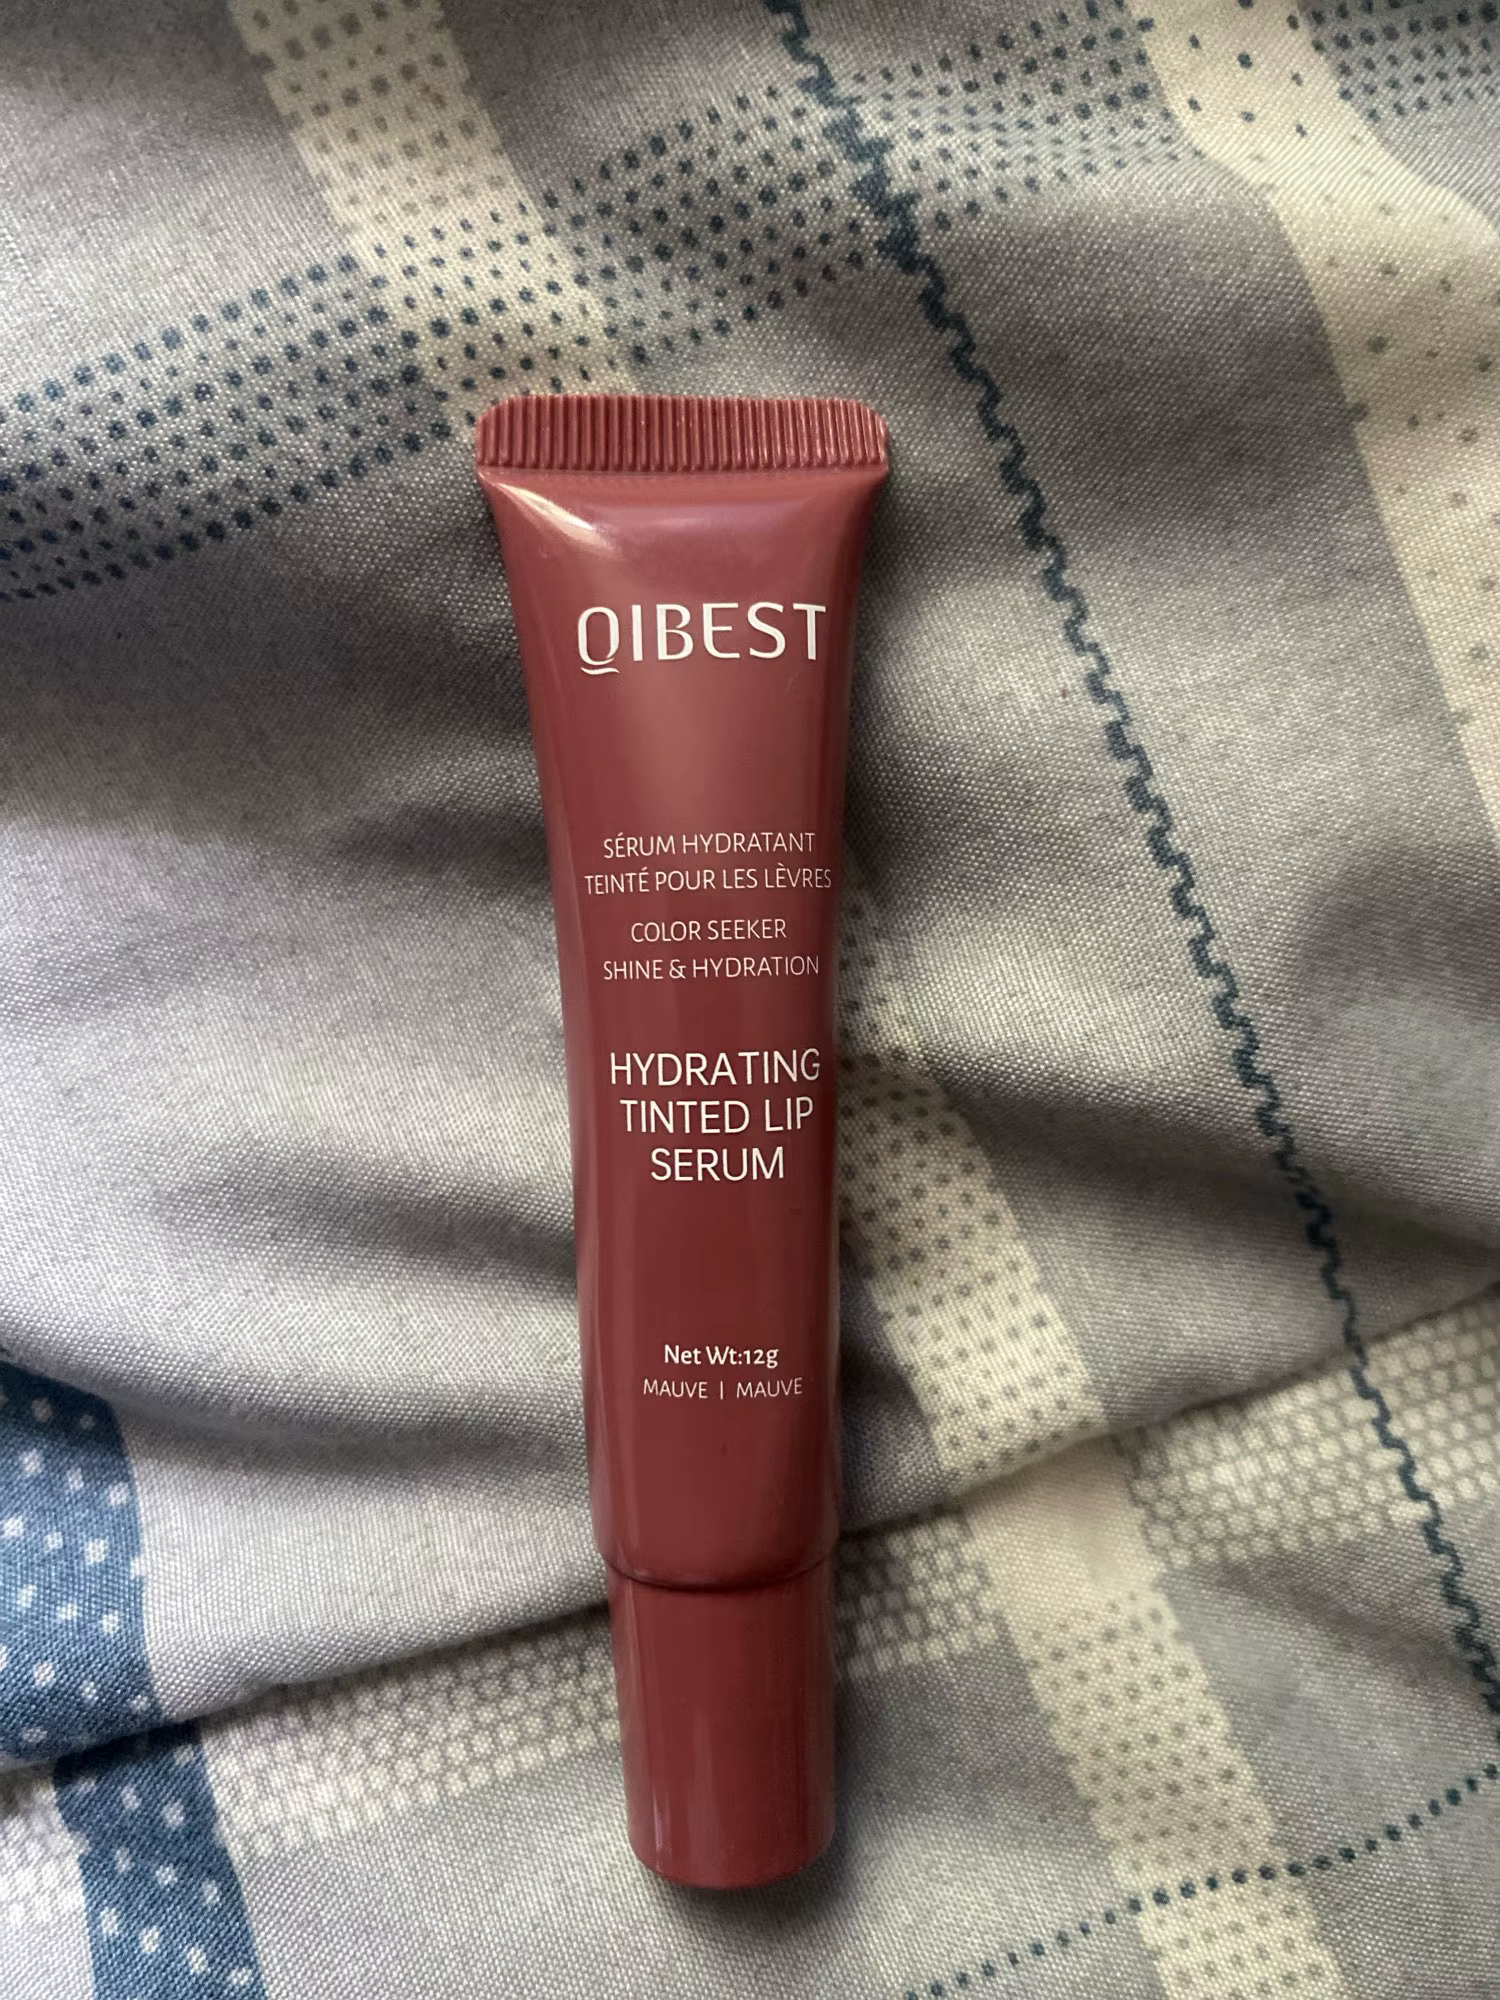 QIBEST
SÉRUM HYDRATANT
TEINTÉ POUR LES LÈVRES
COLOR SEEKER
SHINE & HYDRATION
HYDRATING
TINTED LIP
SERUM
Net Wt:12g
MAUVE | MAUVE